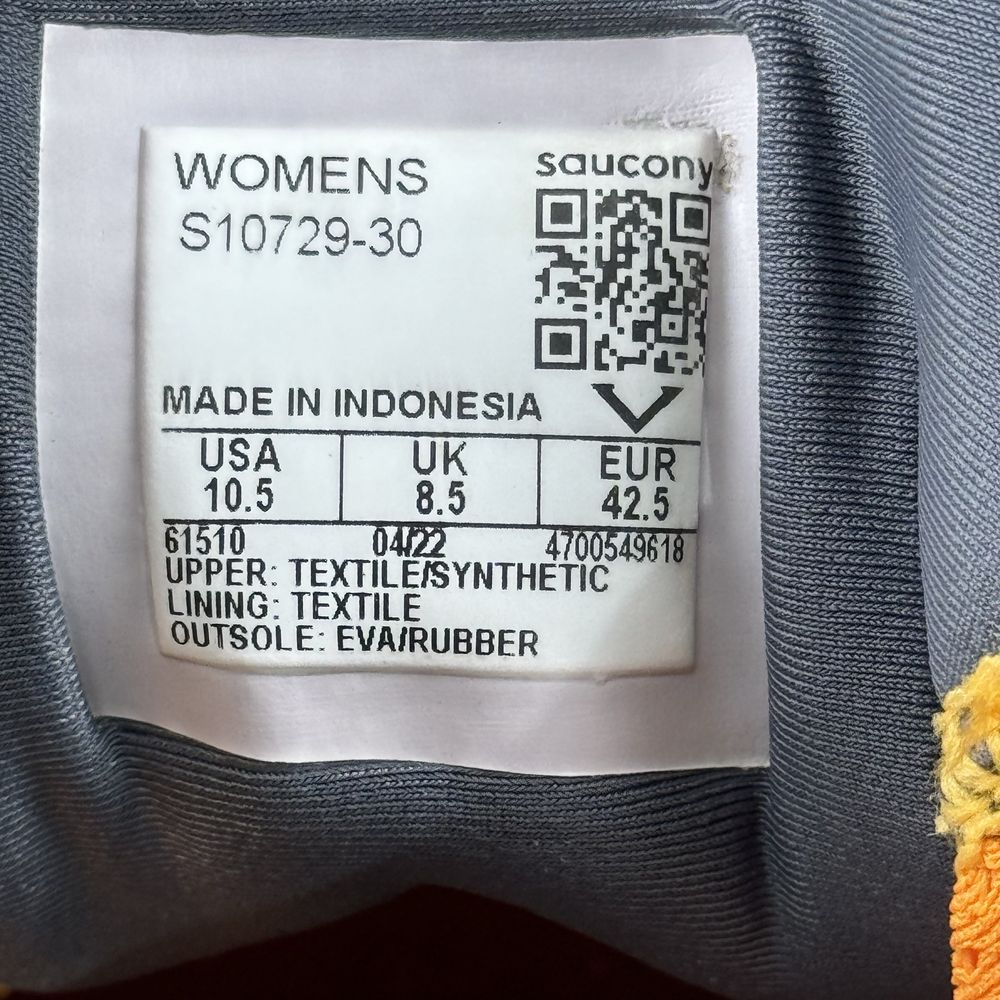 WOMENS
S10729-30
saucony
MADE IN INDONESIA
USA UK EUR
10.5 8.5 42.5
61510 04/22 4700549618
UPPER: TEXTILE/SYNTHETIC
LINING: TEXTILE
OUTSOLE: EVA/RUBBER